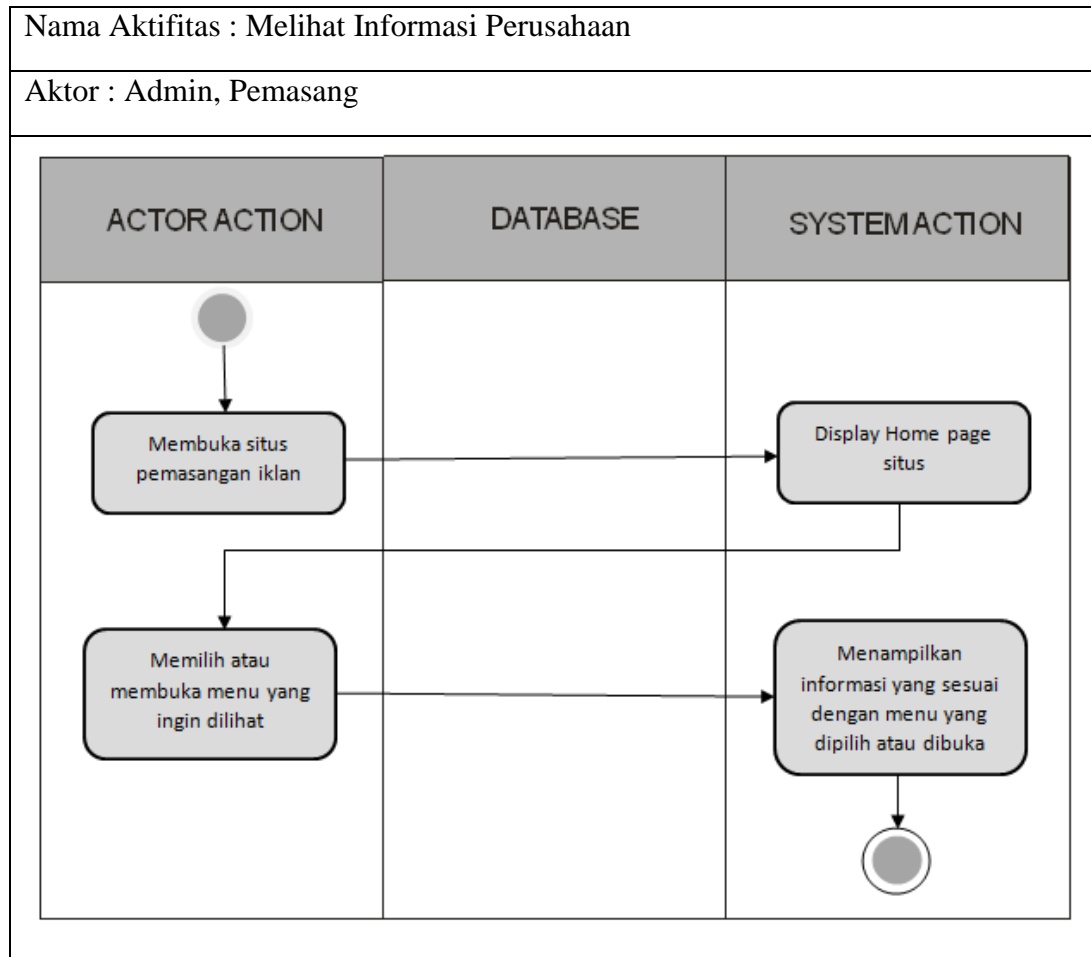 Nama Aktifitas : Melihat Informasi Perusahaan
Aktor : Admin, Pemasang
ACTOR ACTION
DATABASE
SYSTEM ACTION
Membuka situs
pemasangan iklan
Display Home page
situs
Memilih atau
membuka menu yang
ingin dilihat
Menampilkan
informasi yang sesuai
dengan menu yang
dipilih atau dibuka